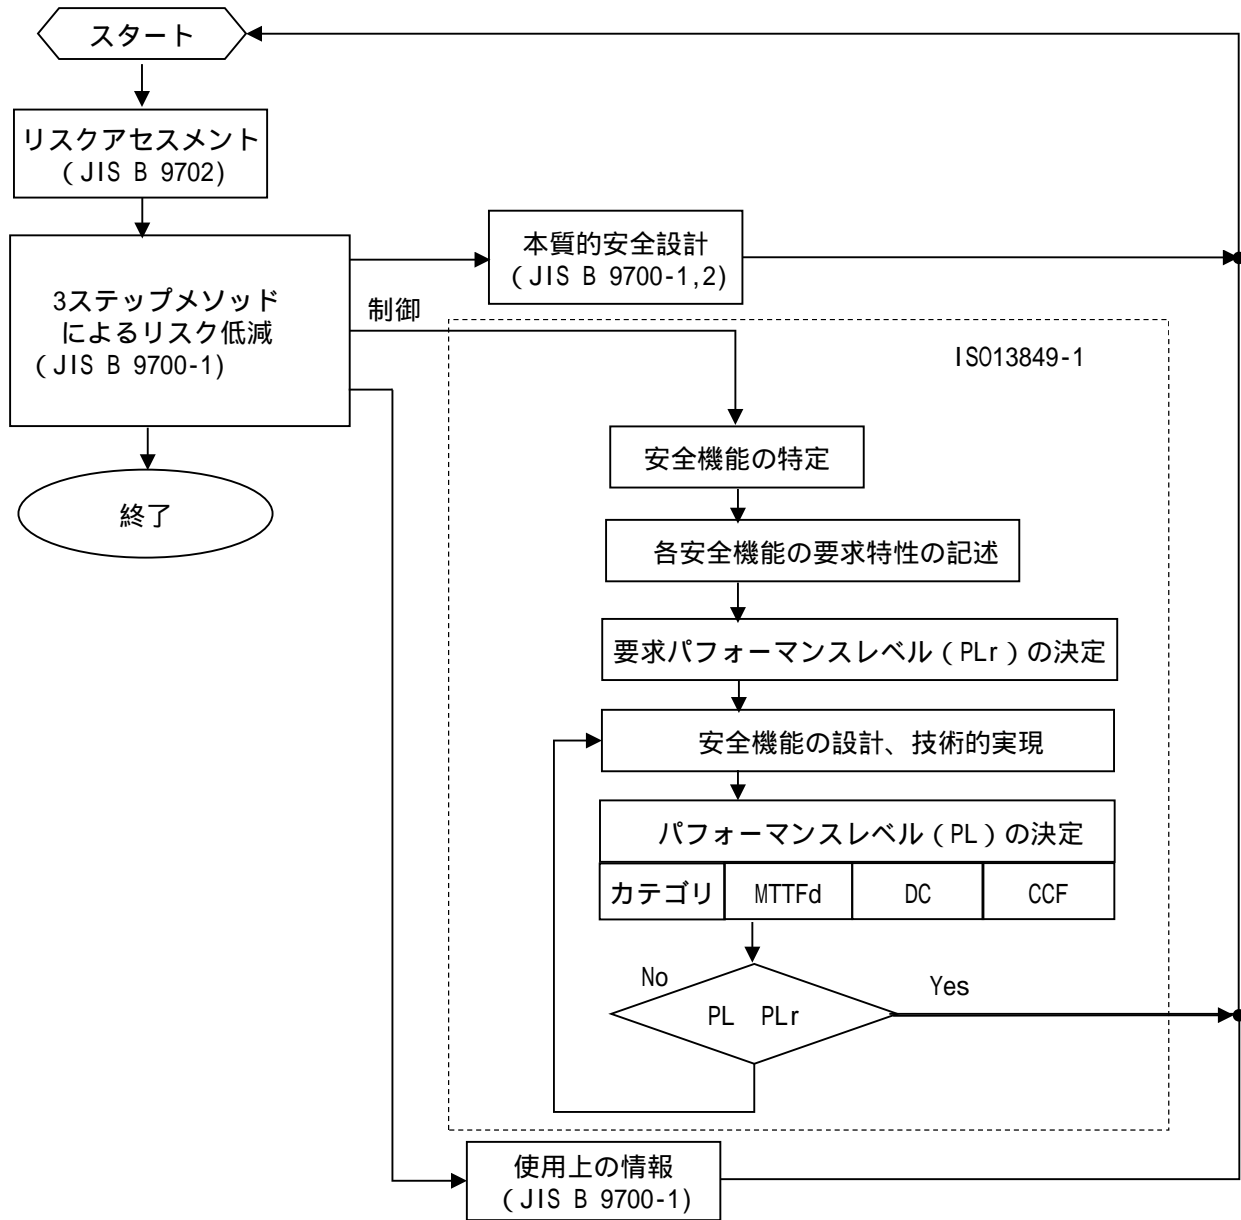 スタート
リスクアセスメント
(JIS B 9702)
3ステップメソッド
によるリスク低減
(JIS B 9700-1)
終了
本質的安全設計
(JIS B 9700-1,2)
制御
ISO13849-1
安全機能の特定
各安全機能の要求特性の記述
要求パフォーマンスレベル(PLr)の決定
安全機能の設計、技術的実現
パフォーマンスレベル(PL)の決定
カテゴリ MTTFd DC CCF
No
Yes
PL PLr
使用上の情報
(JIS B 9700-1)